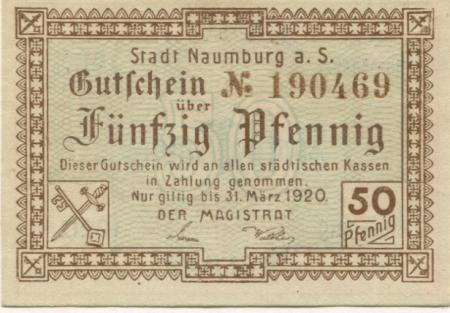 Stadt Naumburg a. S.
Gutschein № 190469
über
Fünfzig Pfennig
Dieser Gutschein wird an allen städtischen Kassen
in Zahlung genommen.
Nur giltig bis 31. März 1920.
DER MAGISTRAT
50
Pfennig